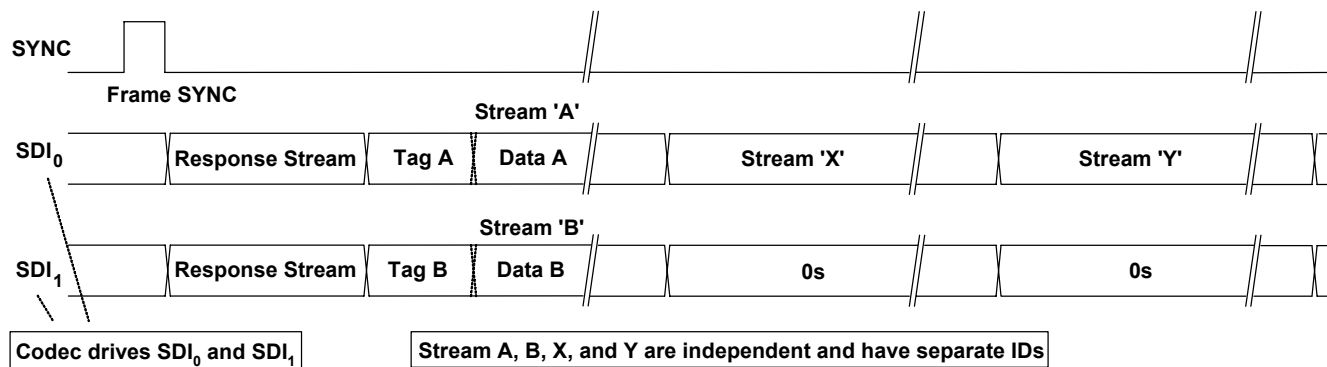 SYNC
Frame SYNC
Stream 'A'
SDI0 Response Stream Tag A Data A Stream 'X' Stream 'Y'
Stream 'B'
SDI1 Response Stream Tag B Data B 0s 0s
Codec drives SDI0 and SDI1
Stream A, B, X, and Y are independent and have separate IDs